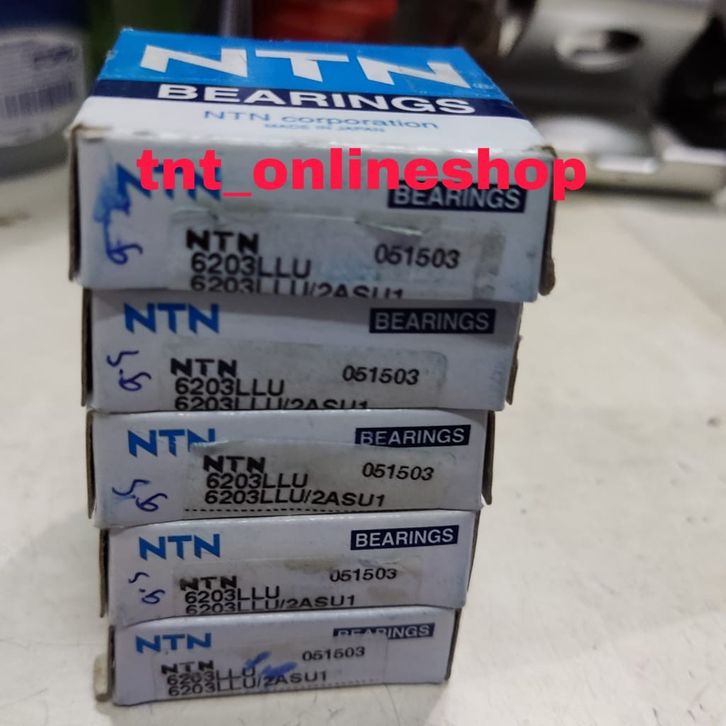 NTN
BEARINGS
NTN corporation
MADE IN JAPAN
tnt_onlineshop
NTN BEARINGS
NTN 051503
6203LLU
6203LLU/2ASU1
NTN BEARINGS
NTN 051503
6203LLU
6203LLU/2ASU1
NTN BEARINGS
NTN 051503
6203LLU
6203LLU/2ASU1
NTN BEARINGS
NTN 051503
6203LLU
6203LLU/2ASU1
NTN BEARINGS
NTN 051503
6203LLU
6203LLU/2ASU1